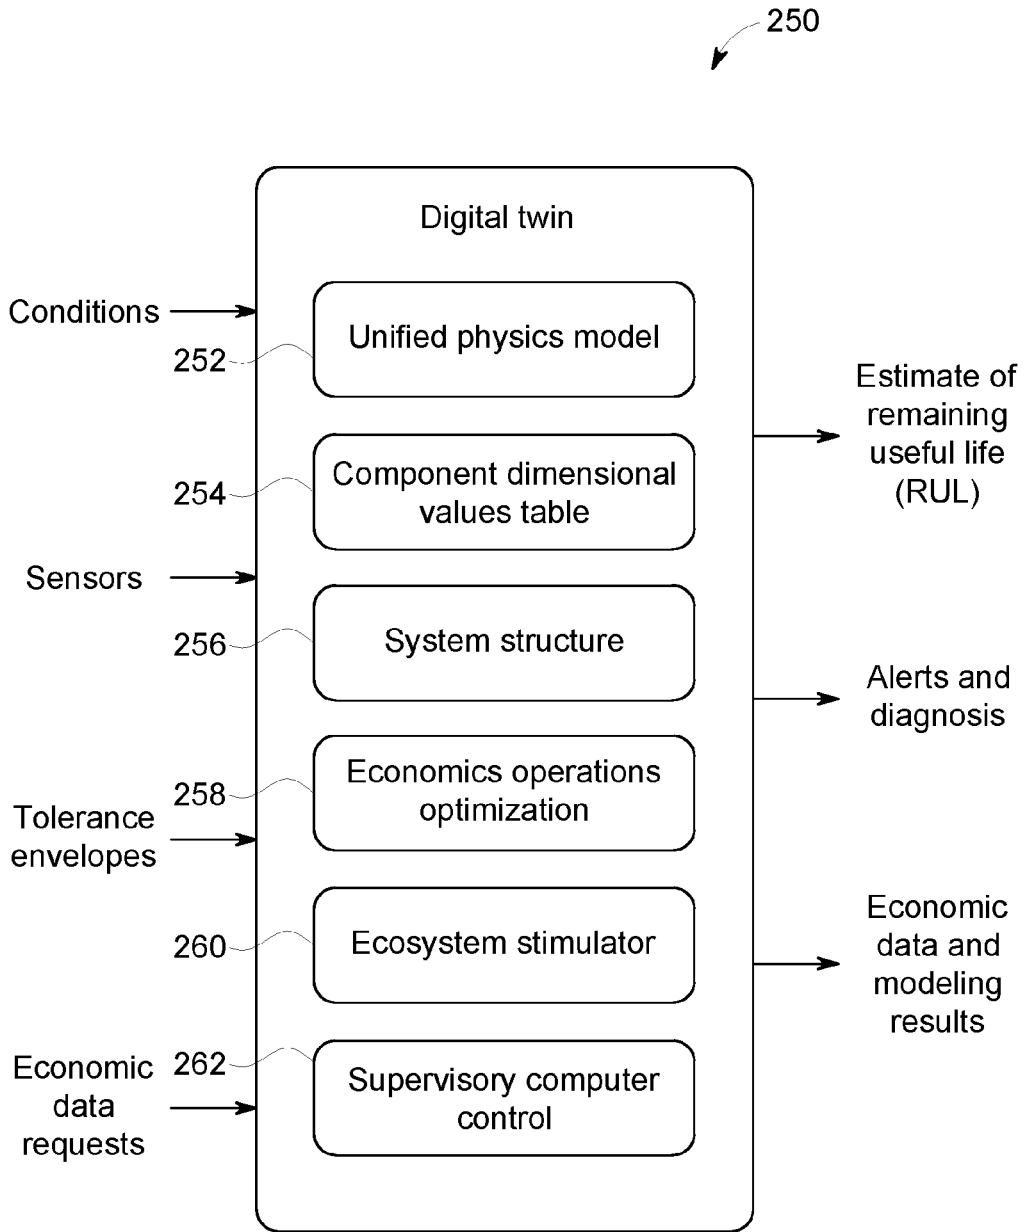 250
Digital twin
Conditions
252
Unified physics model
254
Component dimensional
values table
Sensors
256
System structure
258
Economics operations
optimization
Tolerance
envelopes
260
Ecosystem stimulator
Economic
data
requests
262
Supervisory computer
control
Estimate of
remaining
useful life
(RUL)
Alerts and
diagnosis
Economic
data and
modeling
results